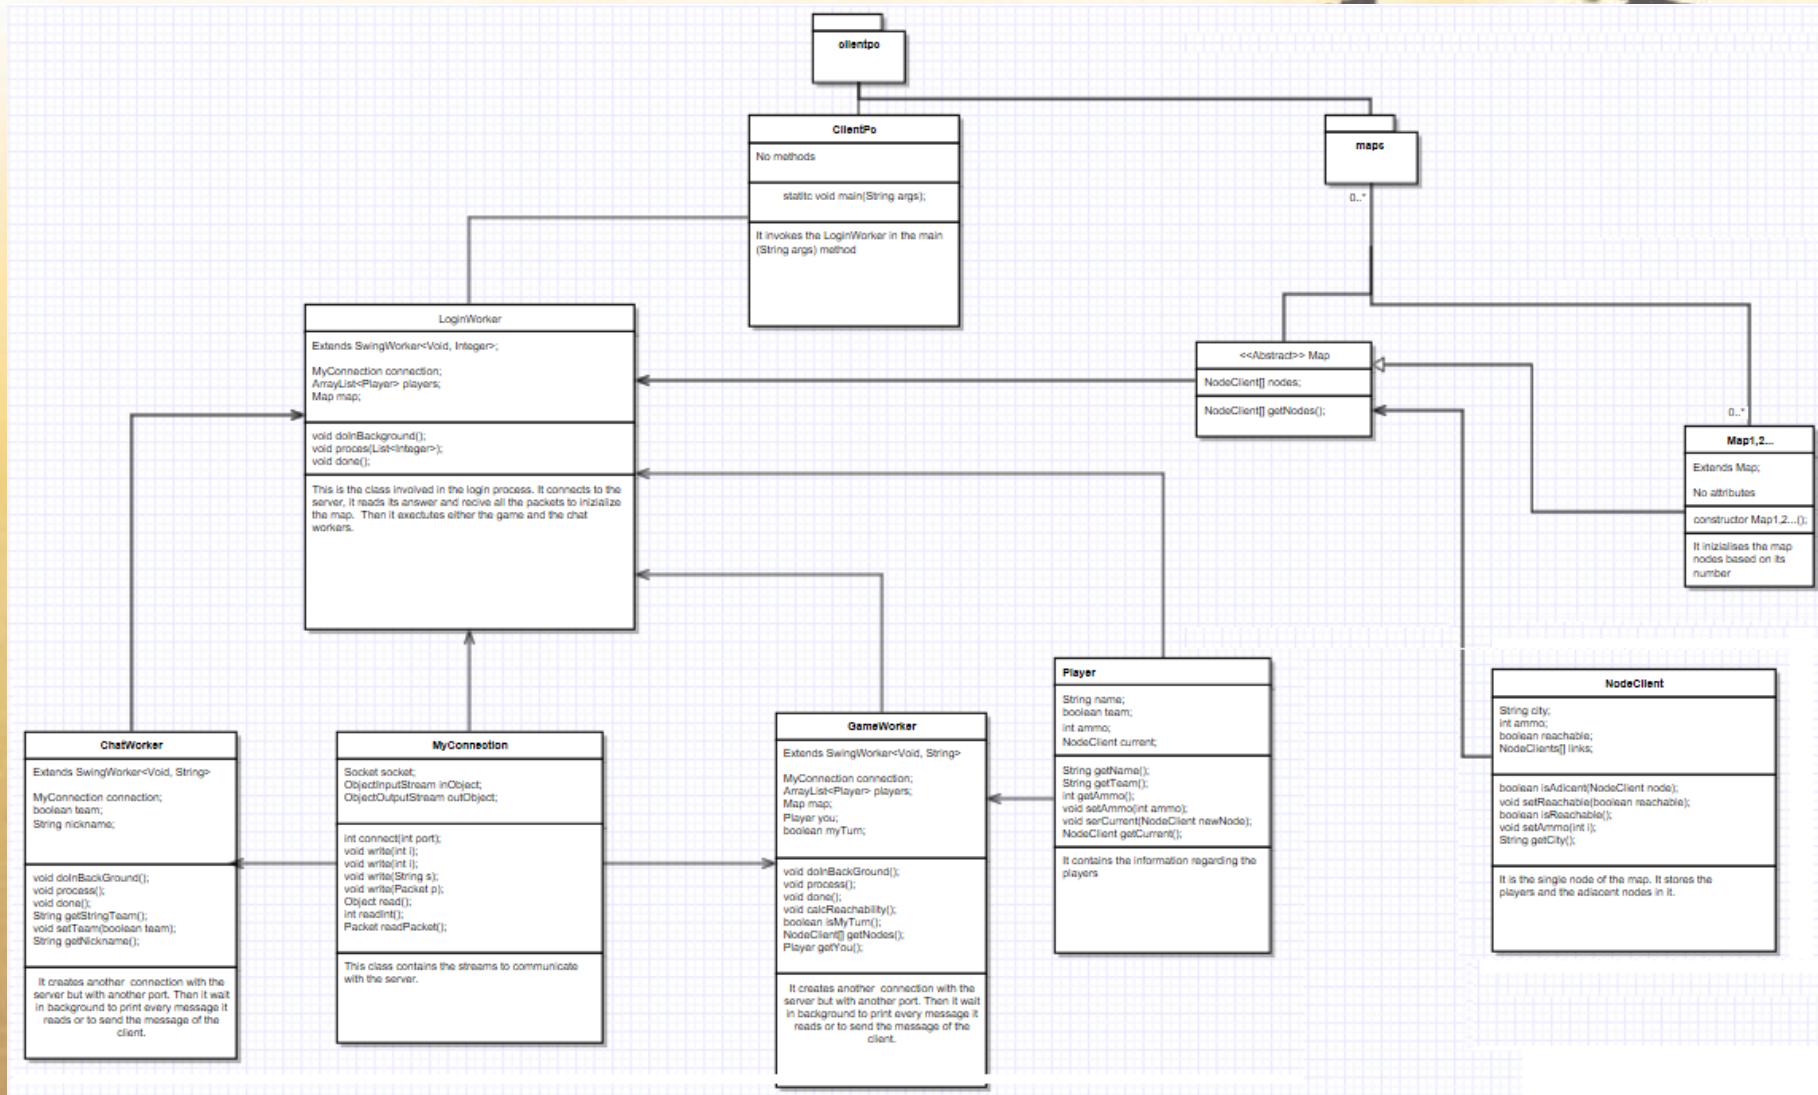 clientpo
ClientPo
No methods
statitc void main(String args);
It invokes the LoginWorker in the main
(String args) method
maps
0..*
LoginWorker
Extends SwingWorker<Void, Integer>;
MyConnection connection;
ArrayList<Player> players;
Map map;
void doInBackground();
void proces(List<Integer>);
void done();
This is the class involved in the login process. It connects to the
server, it reads its answer and recive all the packets to inizialize
the map. Then it exectutes either the game and the chat
workers.
<<Abstract>> Map
NodeClient[] nodes;
NodeClient[] getNodes();
0..*
Map1,2...
Extends Map;
No attributes
constructor Map1,2...();
It inizialises the map
nodes based on its
number
ChatWorker
Extends SwingWorker<Void, String>
MyConnection connection;
boolean team;
String nickname;
void doInBackGround();
void process();
void done();
String getStringTeam();
void setTeam(boolean team);
String getNickname();
It creates another connection with the
server but with another port. Then it wait
in background to print every message it
reads or to send the message of the
client.
MyConnection
Socket socket;
ObjectInputStream inObject;
ObjectOutputStream outObject;
int connect(int port);
void write(int i);
void write(int i);
void write(String s);
void write(Packet p);
Object read();
int readInt();
Packet readPacket();
This class contains the streams to communicate
with the server.
GameWorker
Extends SwingWorker<Void, String>
MyConnection connection;
ArrayList<Player> players;
Map map;
Player you;
boolean myTurn;
void doInBackGround();
void process();
void done();
void calcReachability();
boolean isMyTurn();
NodeClient[] getNodes();
Player getYou();
It creates another connection with the
server but with another port. Then it wait
in background to print every message it
reads or to send the message of the
client.
Player
String name;
boolean team;
int ammo;
NodeClient current;
String getName();
String getTeam();
int getAmmo();
void setAmmo(int ammo);
void serCurrent(NodeClient newNode);
NodeClient getCurrent();
It contains the information regarding the
players
NodeClient
String city;
int ammo;
boolean reachable;
NodeClients[] links;
boolean isAdicent(NodeClient node);
void setReachable(boolean reachable);
boolean isReachable();
void setAmmo(int i);
String getCity();
It is the single node of the map. It stores the
players and the adiacent nodes in it.